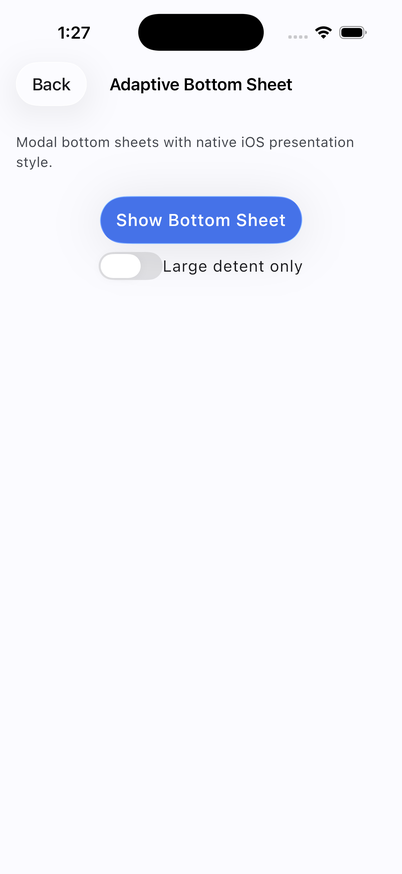 1:27
Back
Adaptive Bottom Sheet
Modal bottom sheets with native iOS presentation
style.
Show Bottom Sheet
Large detent only